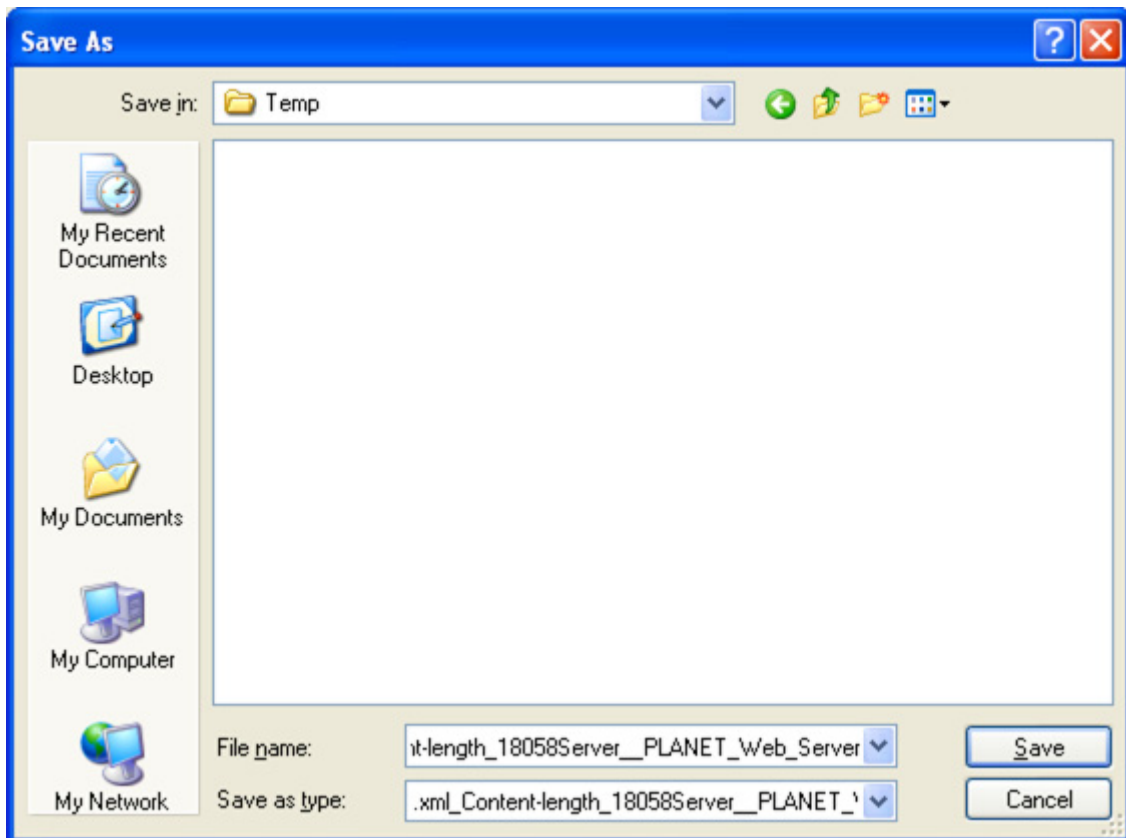 Save As
Save in:
Temp
My Recent
Documents
Desktop
My Documents
My Computer
My Network
File name:
nt-length_18058Server__PLANET_Web_Server
Save
Save as type:
.xml_Content-length_18058Server__PLANET_
Cancel